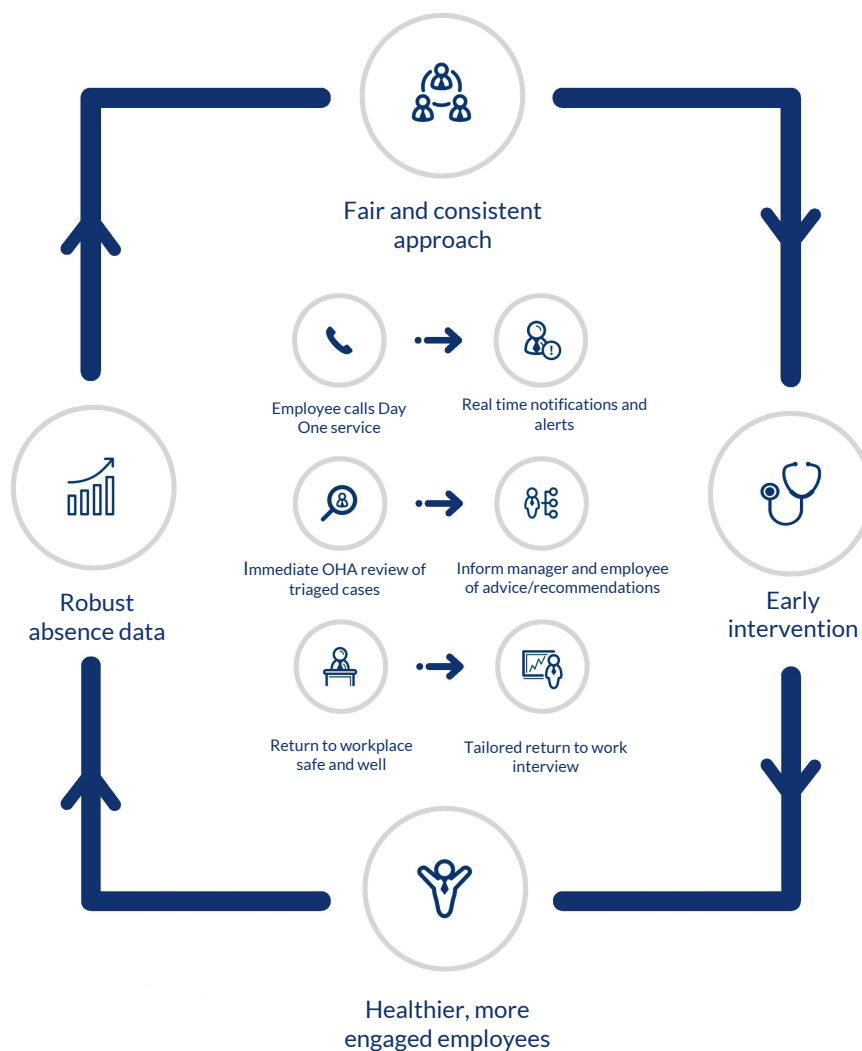 Fair and consistent
approach
Employee calls Day
One service
Real time notifications and
alerts
Immediate OHA review of
triaged cases
Inform manager and employee
of advice/recommendations
Robust
absence data
Early
intervention
Return to workplace
safe and well
Tailored return to work
interview
Healthier, more
engaged employees